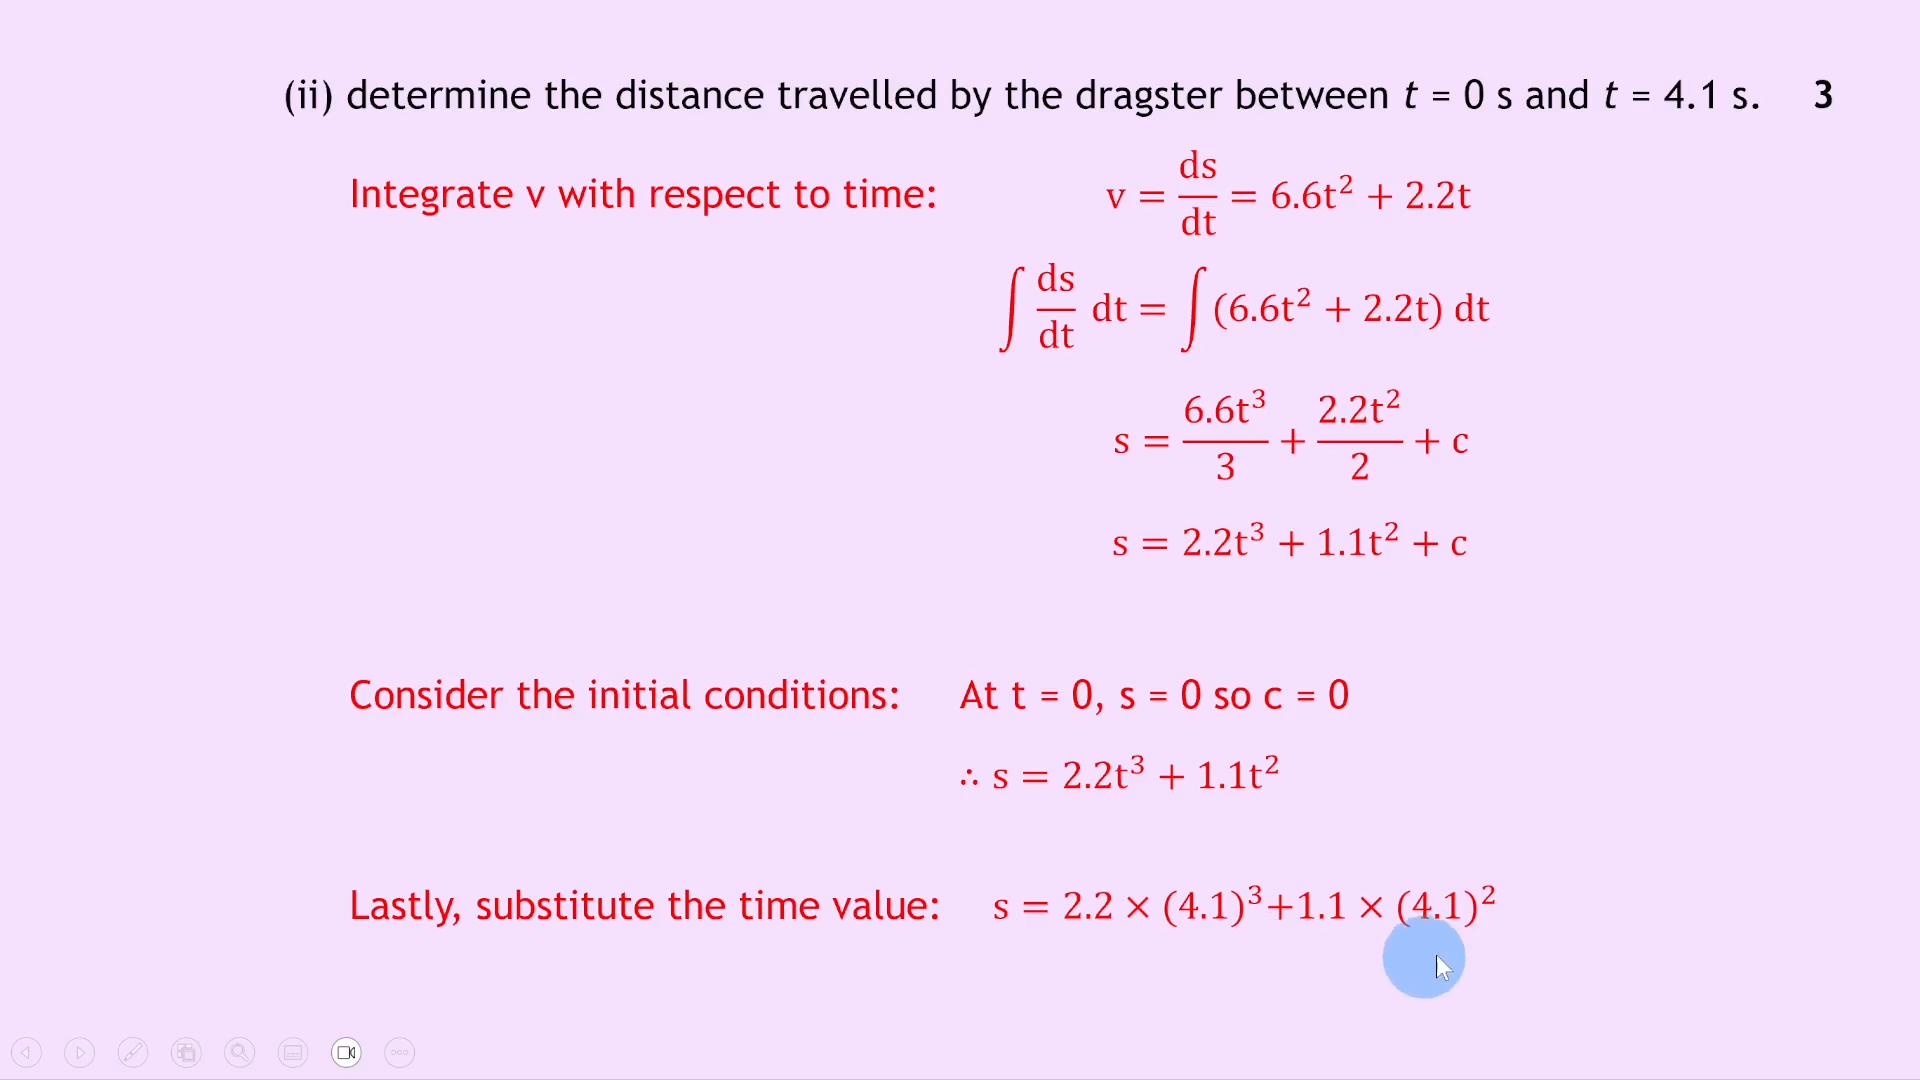 (ii) determine the distance travelled by the dragster between t = 0 s and t = 4.1 s. 3
Integrate v with respect to time: v = ds/dt = 6.6t² + 2.2t
∫ ds/dt dt = ∫ (6.6t² + 2.2t) dt
s = 6.6t³/3 + 2.2t²/2 + c
s = 2.2t³ + 1.1t² + c
Consider the initial conditions: At t = 0, s = 0 so c = 0
∴ s = 2.2t³ + 1.1t²
Lastly, substitute the time value: s = 2.2 × (4.1)³+1.1 × (4.1)²